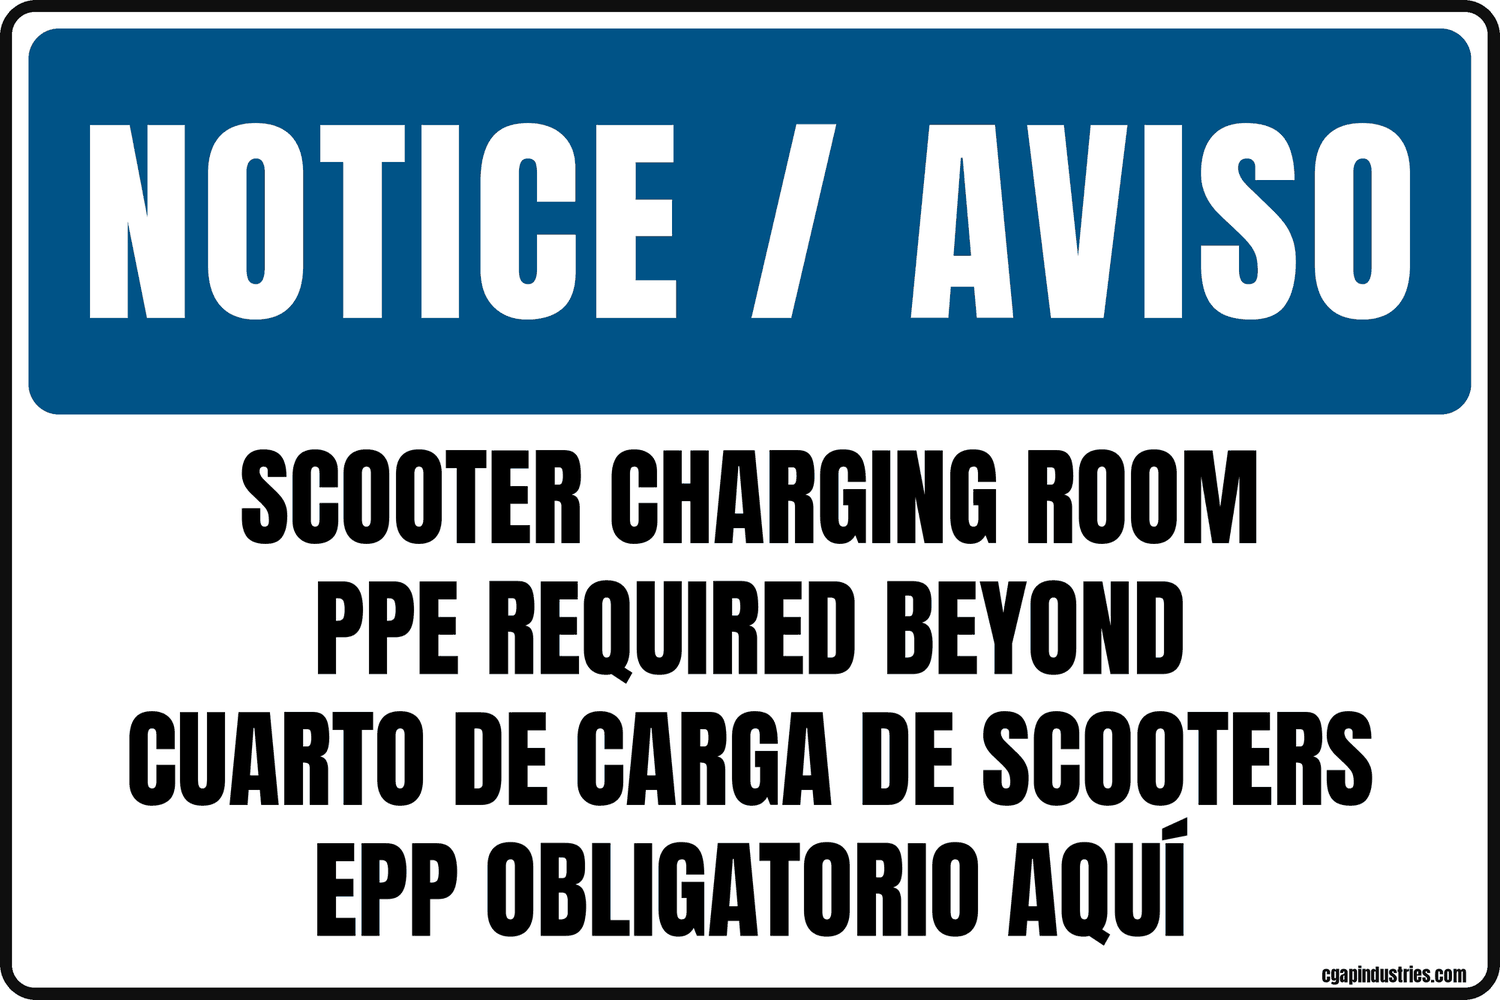 NOTICE / AVISO
SCOOTER CHARGING ROOM
PPE REQUIRED BEYOND
CUARTO DE CARGA DE SCOOTERS
EPP OBLIGATORIO AQUÍ
cgapindustries.com